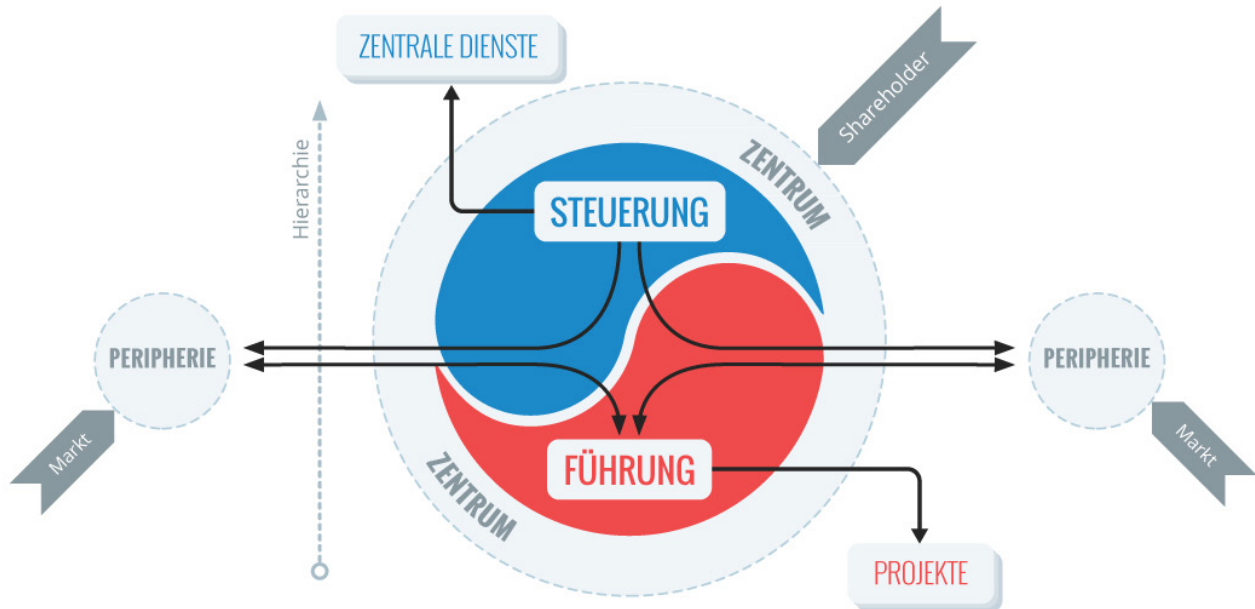 ZENTRALE DIENSTE
Shareholder
ZENTRUM
Hierarchie
STEUERUNG
PERIPHERIE
PERIPHERIE
Markt
Markt
FÜHRUNG
ZENTRUM
PROJEKTE